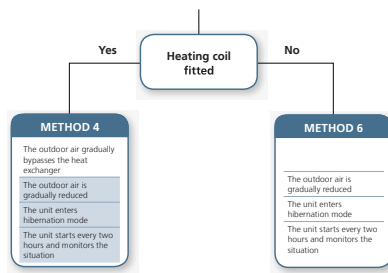 Heating coil
fitted
Yes
No
METHOD 4
The outdoor air gradually
bypasses the heat
exchanger
The outdoor air is
gradually reduced
The unit enters
hibernation mode
The unit starts every two
hours and monitors the
situation
METHOD 6
The outdoor air is
gradually reduced
The unit enters
hibernation mode
The unit starts every two
hours and monitors the
situation